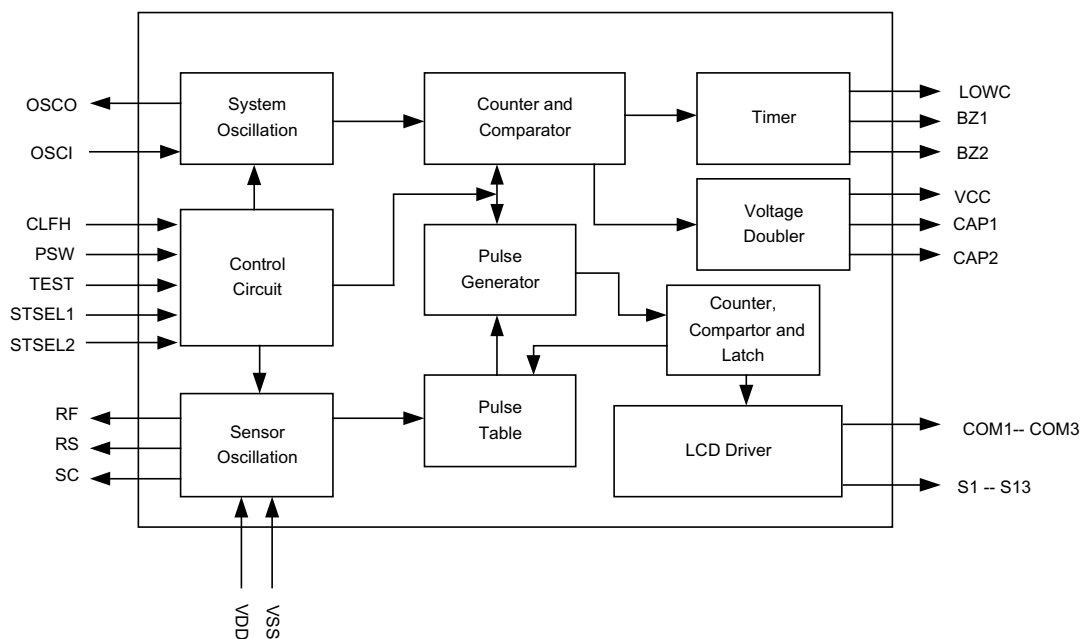 OSCO
OSCI
CLFH
PSW
TEST
STSEL1
STSEL2
RF
RS
SC
VDD
VSS
System
Oscillation
Control
Circuit
Sensor
Oscillation
Counter and
Comparator
Pulse
Generator
Pulse
Table
Timer
Voltage
Doubler
Counter,
Compartor and
Latch
LCD Driver
LOWC
BZ1
BZ2
VCC
CAP1
CAP2
COM1-- COM3
S1 -- S13